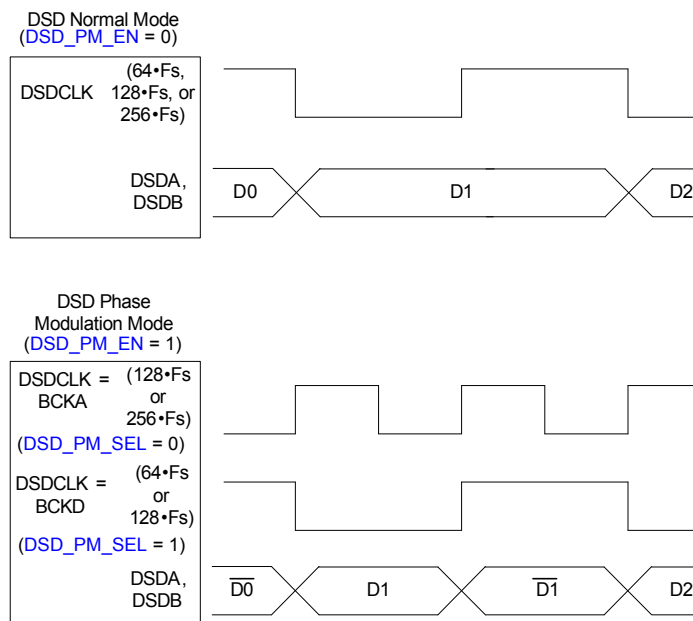 DSD Normal Mode
(DSD_PM_EN = 0)
(64•Fs,
DSDCLK 128•Fs, or
256•Fs)
DSDA,
DSDB
D0 D1 D2
DSD Phase
Modulation Mode
(DSD_PM_EN = 1)
DSDCLK = (128•Fs
BCKA or
256•Fs)
(DSD_PM_SEL = 0)
DSDCLK = (64•Fs
BCKD or
128•Fs)
(DSD_PM_SEL = 1)
DSDA,
DSDB
D̅0̅ D1 D̅1̅ D2